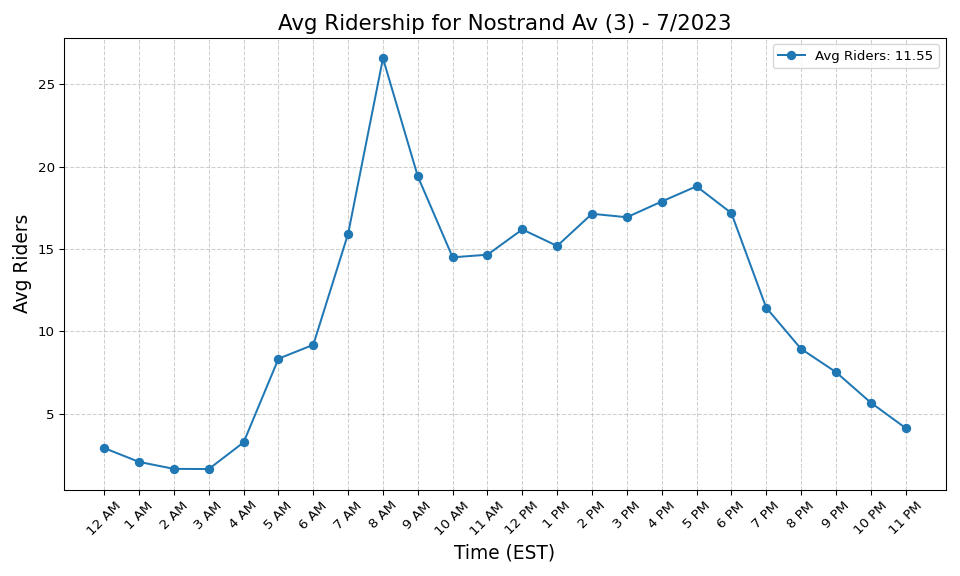 Avg Ridership for Nostrand Av (3) - 7/2023
Avg Riders: 11.55
Avg Riders
25
20
15
10
5
12 AM
1 AM
2 AM
3 AM
4 AM
5 AM
6 AM
7 AM
8 AM
9 AM
10 AM
11 AM
12 PM
1 PM
2 PM
3 PM
4 PM
5 PM
6 PM
7 PM
8 PM
9 PM
10 PM
11 PM
Time (EST)